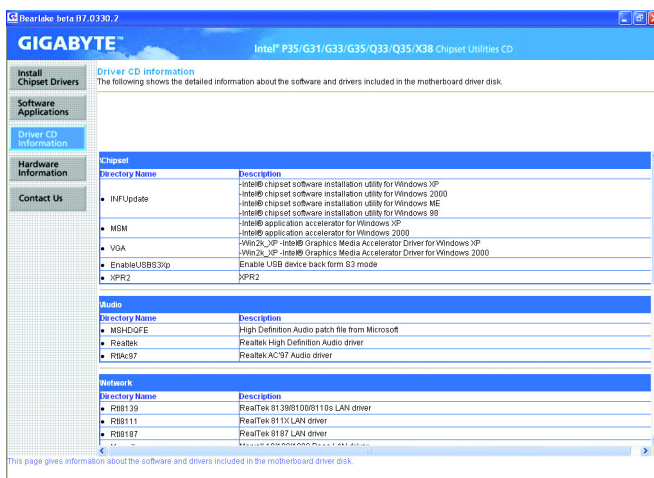 Bearlake beta B7.0330.2
GIGABYTE™
Intel® P35/G31/G33/G35/Q33/Q35/X38 Chipset Utilities CD
Install
Chipset Drivers
Software
Applications
Driver CD
Information
Hardware
Information
Contact Us
Driver CD information
The following shows the detailed information about the software and drivers included in the motherboard driver disk.
\Chipset
Directory Name Description
• INFUpdate
-Intel® chipset software installation utility for Windows XP
-Intel® chipset software installation utility for Windows 2000
-Intel® chipset software installation utility for Windows ME
-Intel® chipset software installation utility for Windows 98
• MSM
-Intel® application accelerator for Windows XP
-Intel® application accelerator for Windows 2000
• VGA
-Win2k_XP -Intel® Graphics Media Accelerator Driver for Windows XP
-Win2k_XP -Intel® Graphics Media Accelerator Driver for Windows 2000
• EnableUSBS3Xp Enable USB device back form S3 mode
• XPR2 XPR2
\Audio
Directory Name Description
• MSHDQFE High Definition Audio patch file from Microsoft
• Realtek Realtek High Definition Audio driver
• RtlAc97 Realtek AC'97 Audio driver
\Network
Directory Name Description
• Rtl8139 RealTek 8139/8100/8110s LAN driver
• Rtl8111 RealTek 811X LAN driver
• Rtl8187 RealTek 8187 LAN driver
This page gives information about the software and drivers included in the motherboard driver disk.